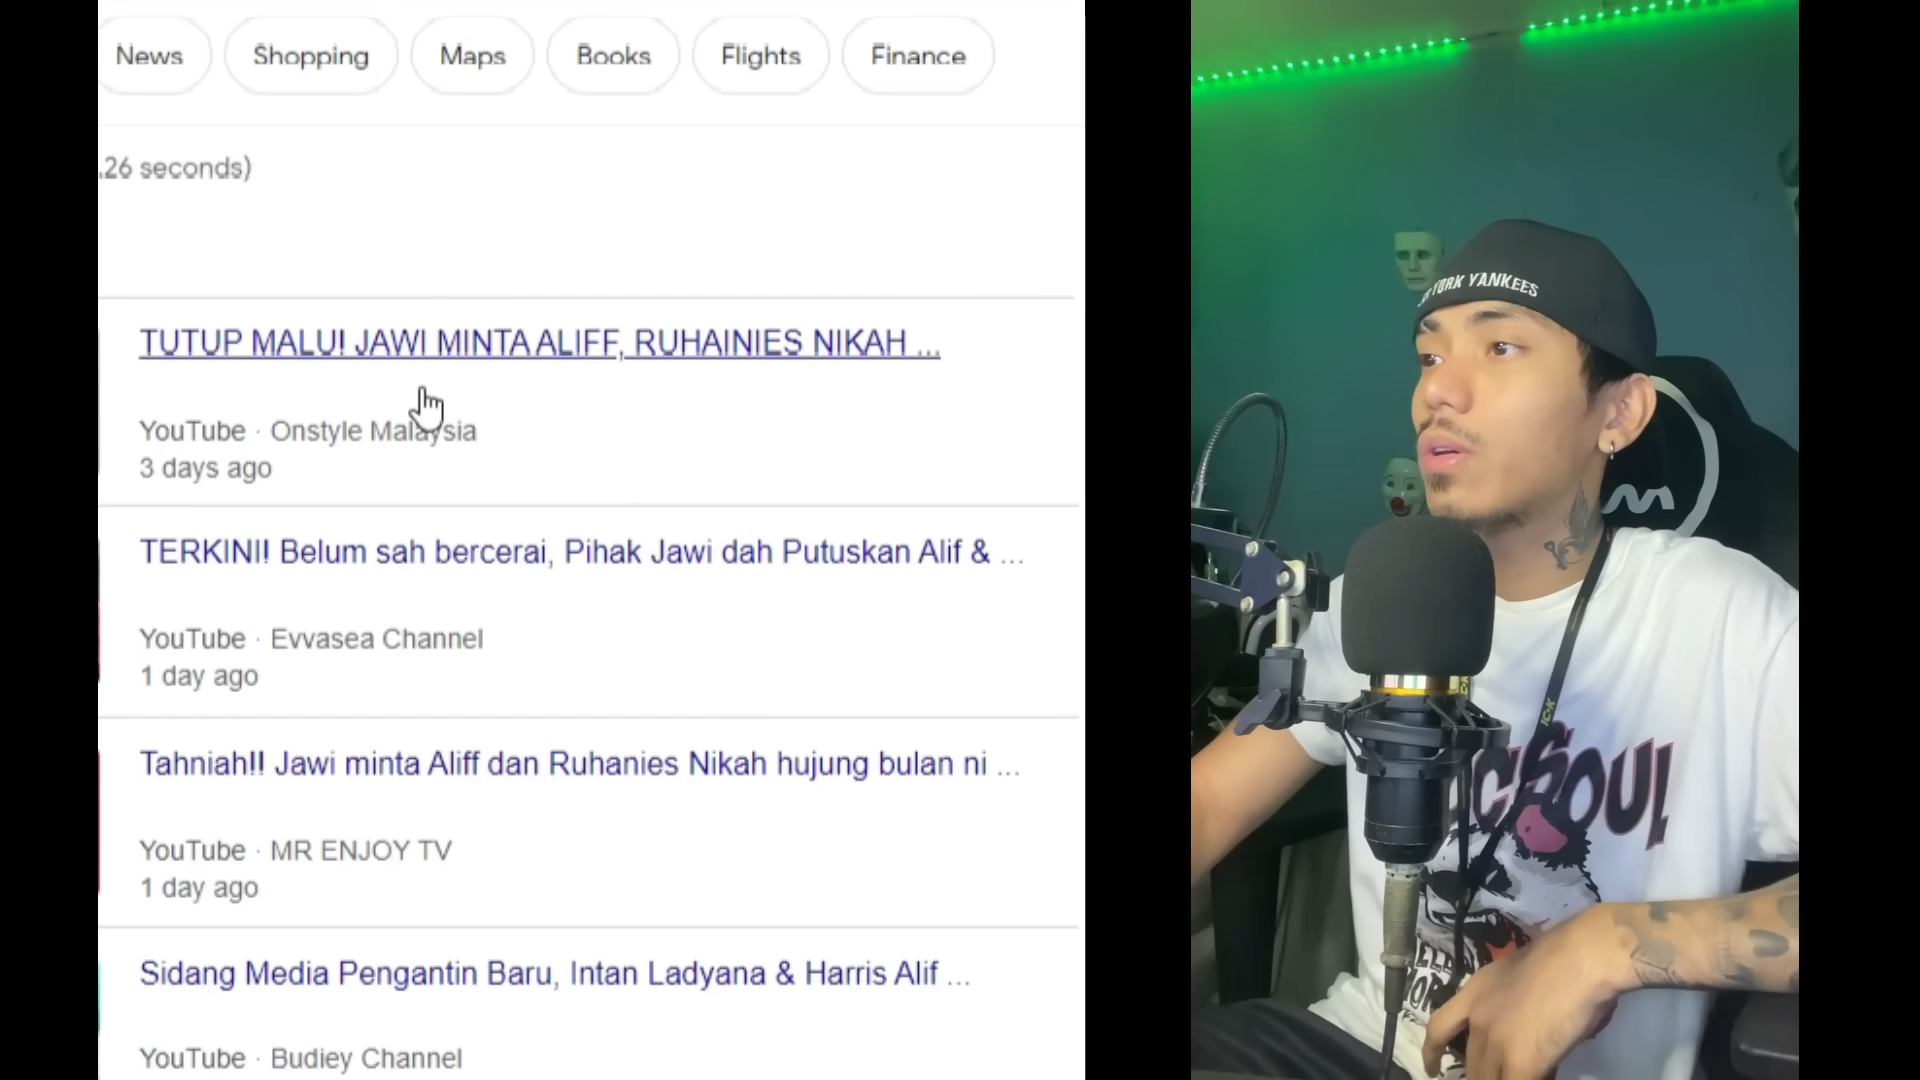 News Shopping Maps Books Flights Finance
.26 seconds)
TUTUP MALU! JAWI MINTA ALIFF, RUHAINIES NIKAH ...
YouTube · Onstyle Malaysia
3 days ago
TERKINI! Belum sah bercerai, Pihak Jawi dah Putuskan Alif & ...
YouTube · Evvasea Channel
1 day ago
Tahniah!! Jawi minta Aliff dan Ruhanies Nikah hujung bulan ni ...
YouTube · MR ENJOY TV
1 day ago
Sidang Media Pengantin Baru, Intan Ladyana & Harris Alif ...
YouTube · Budiey Channel
YORK YANKEES
SOUL